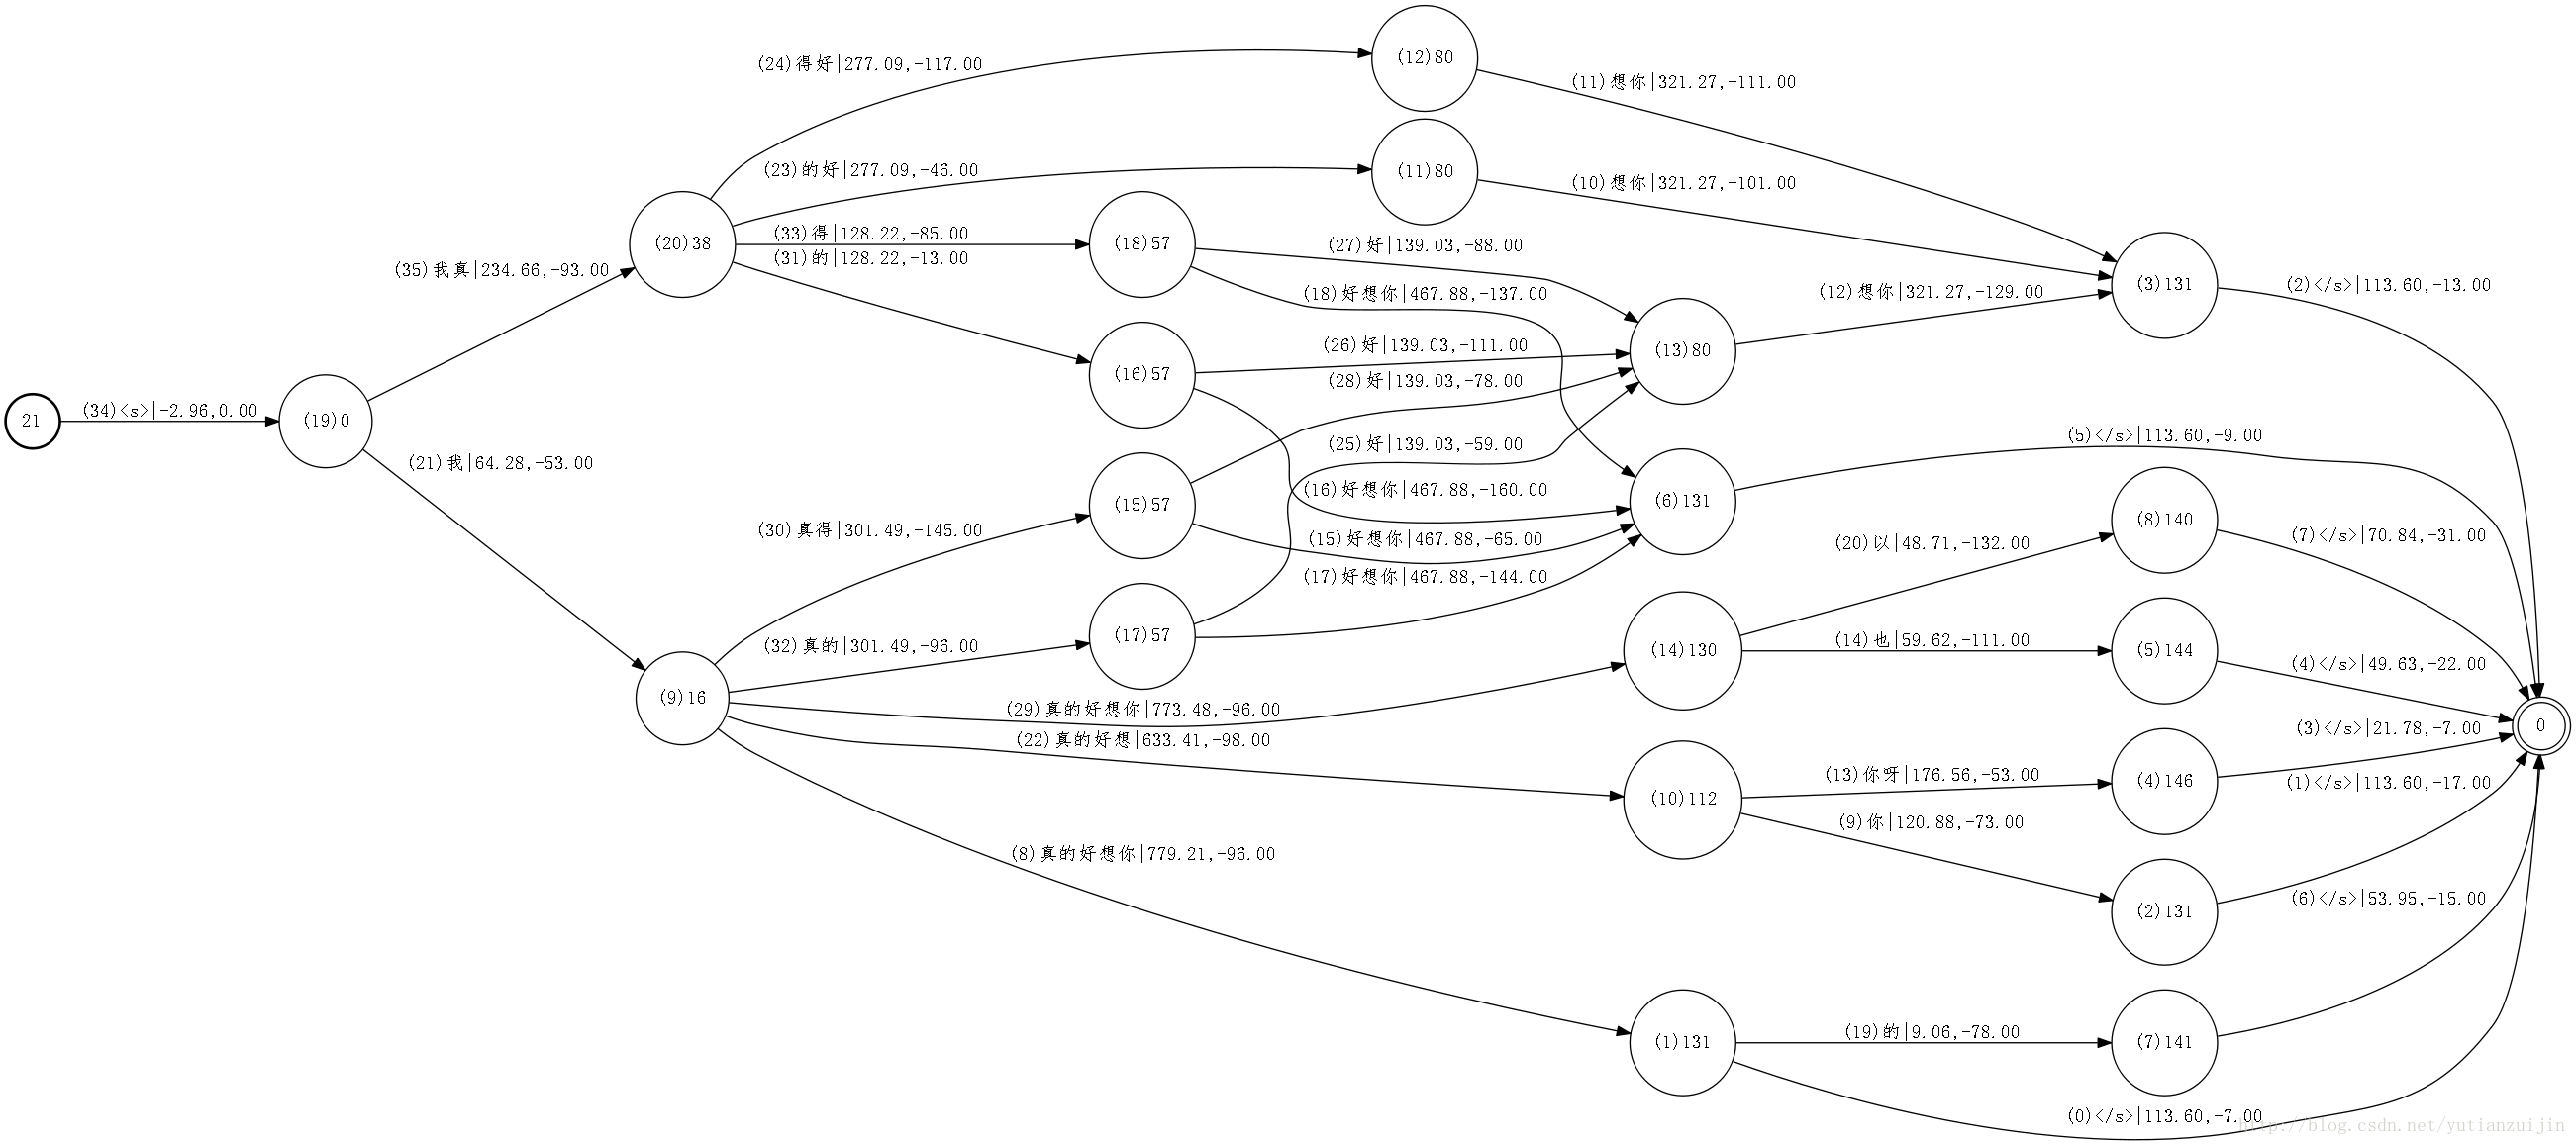 (12)80
(24)得好|277.09,-117.00
(11)想你|321.27,-111.00
(23)的好|277.09,-46.00
(11)80
(10)想你|321.27,-101.00
(20)38
(33)得|128.22,-85.00
(31)的|128.22,-13.00
(18)57
(27)好|139.03,-88.00
(35)我真|234.66,-93.00
(18)好想你|467.88,-137.00
(12)想你|321.27,-129.00
(3)131
(2)</s>|113.60,-13.00
(26)好|139.03,-111.00
(13)80
(16)57
(28)好|139.03,-78.00
21
(34)<s>|-2.96,0.00
(19)0
(25)好|139.03,-59.00
(5)</s>|113.60,-9.00
(21)我|64.28,-53.00
(16)好想你|467.88,-160.00
(6)131
(15)57
(30)真得|301.49,-145.00
(15)好想你|467.88,-65.00
(20)以|48.71,-132.00
(8)140
(7)</s>|70.84,-31.00
(17)好想你|467.88,-144.00
(17)57
(32)真的|301.49,-96.00
(14)130
(14)也|59.62,-111.00
(5)144
(4)</s>|49.63,-22.00
(9)16
(29)真的好想你|773.48,-96.00
(22)真的好想|633.41,-98.00
(3)</s>|21.78,-7.00
0
(10)112
(13)你呀|176.56,-53.00
(4)146
(1)</s>|113.60,-17.00
(9)你|120.88,-73.00
(8)真的好想你|779.21,-96.00
(2)131
(6)</s>|53.95,-15.00
(1)131
(19)的|9.06,-78.00
(7)141
(0)</s>|113.60,-7.00
http://blog.csdn.net/yutianzuijin